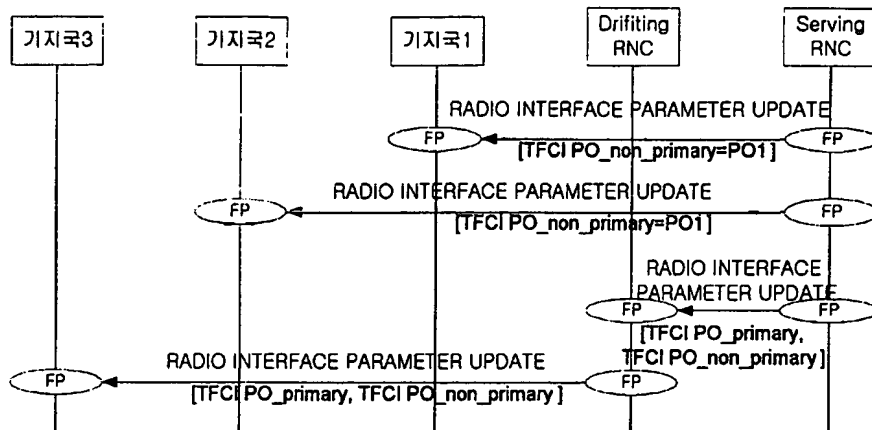 기지국3
기지국2
기지국1
Drifiting
RNC
Serving
RNC
RADIO INTERFACE PARAMETER UPDATE
FP
FP
[TFCI PO_non_primary=PO1]
RADIO INTERFACE PARAMETER UPDATE
FP
FP
[TFCI PO_non_primary=PO1]
RADIO INTERFACE
PARAMETER UPDATE
FP
FP
[TFCI PO_primary,
TFCI PO_non_primary]
RADIO INTERFACE PARAMETER UPDATE
FP
FP
[TFCI PO_primary, TFCI PO_non_primary ]